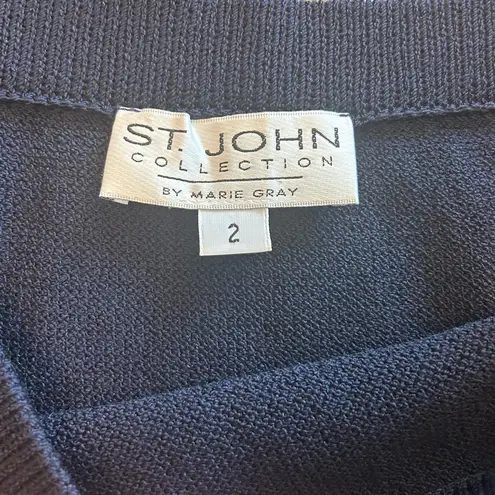 ST. JOHN
COLLECTION
BY MARIE GRAY
2